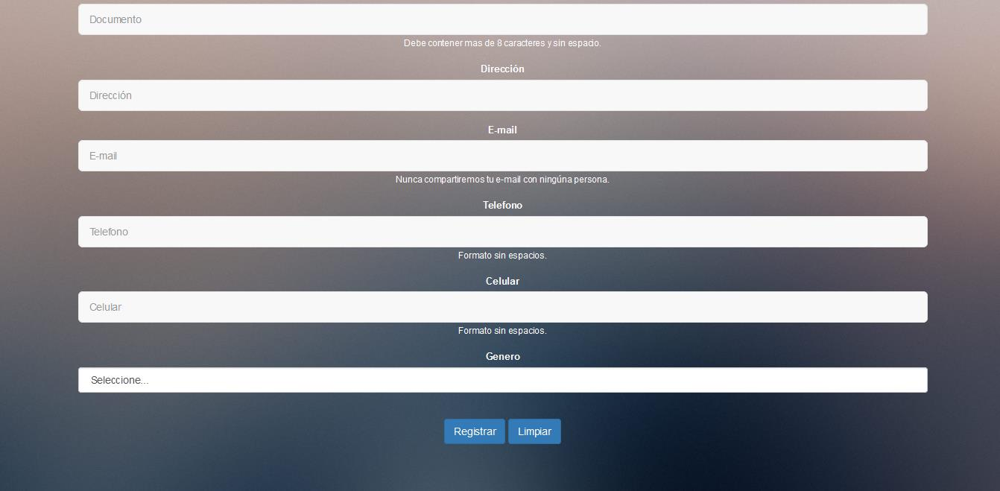 Documento
Debe contener mas de 8 caracteres y sin espacio.
Dirección
Dirección
E-mail
E-mail
Nunca compartiremos tu e-mail con ningúna persona.
Telefono
Telefono
Formato sin espacios.
Celular
Celular
Formato sin espacios.
Genero
Seleccione...
Registrar Limpiar